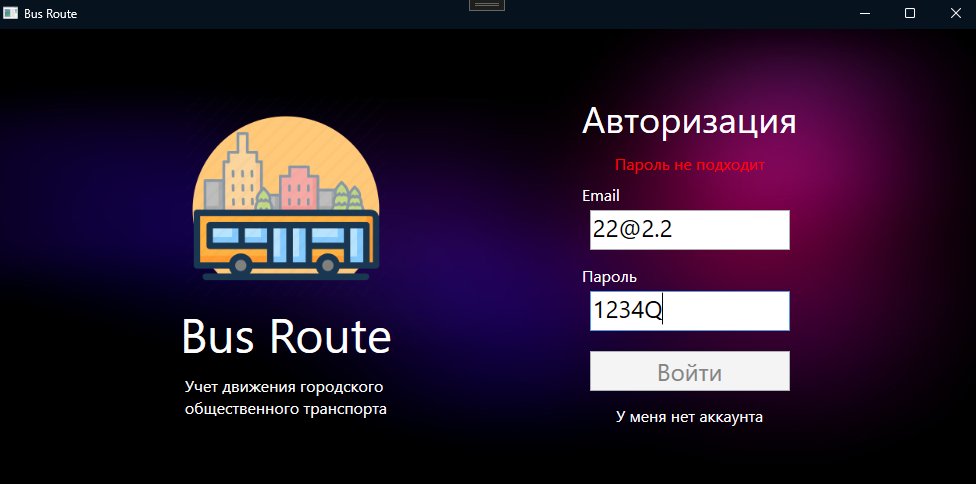 Bus Route
Авторизация
Пароль не подходит
Email
22@2.2
Пароль
1234Q
Войти
У меня нет аккаунта
Bus Route
Учет движения городского
общественного транспорта